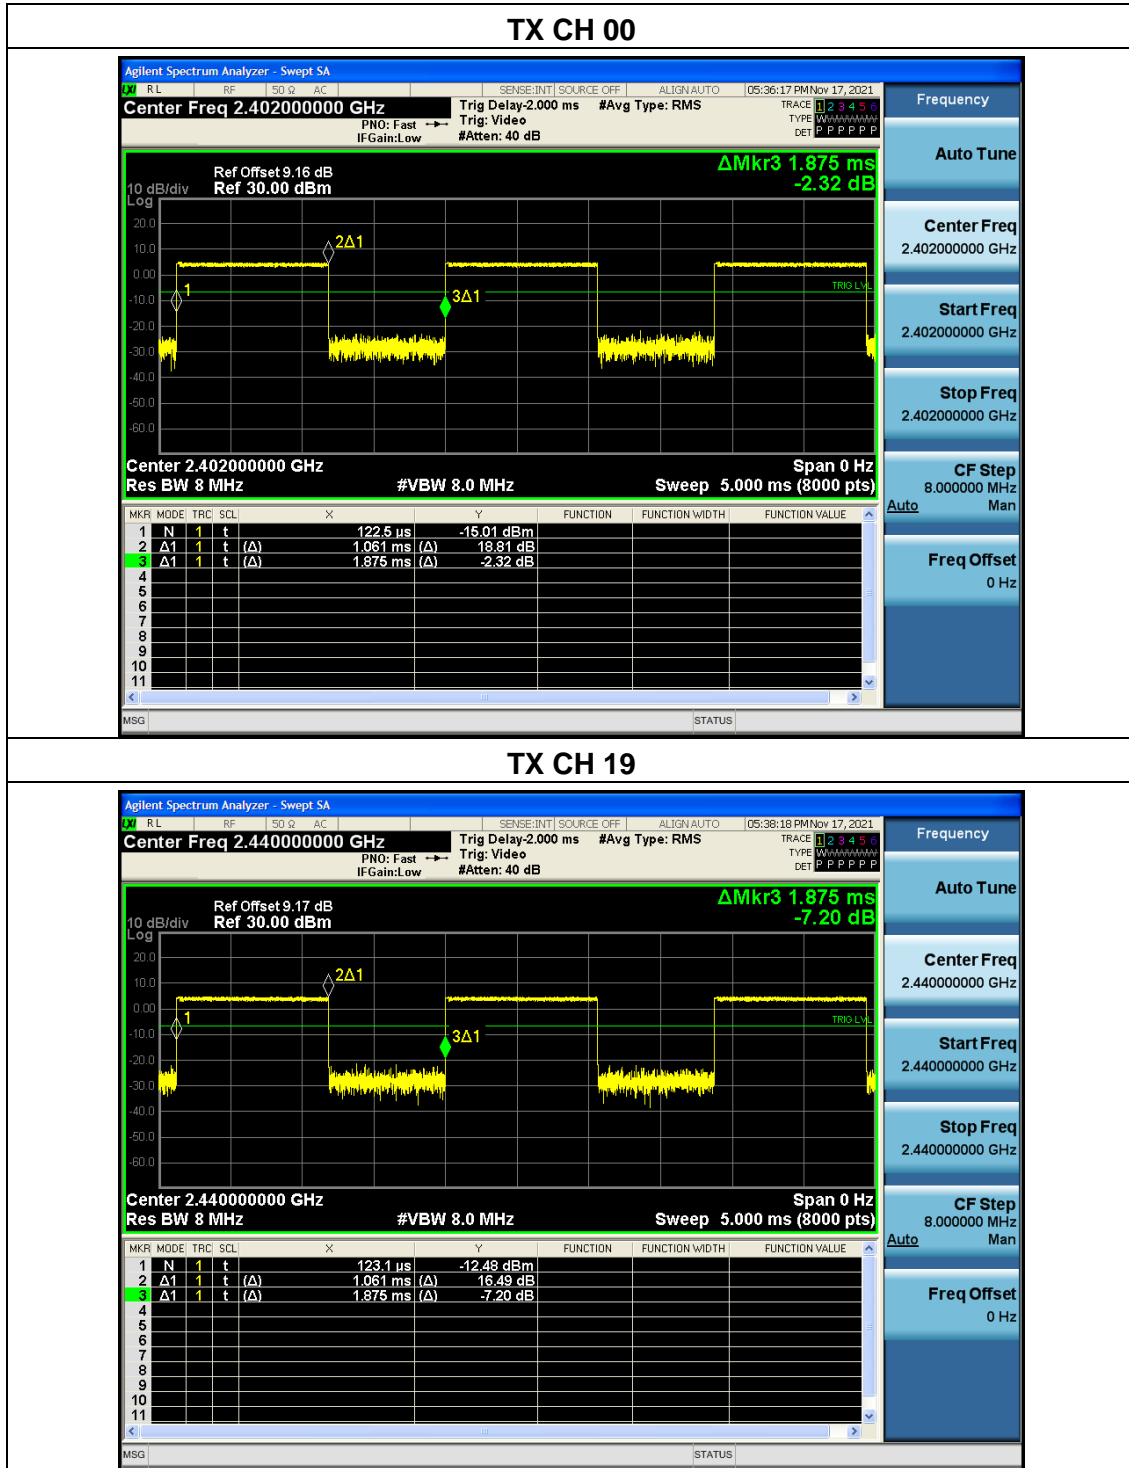 TX CH 00
Agilent Spectrum Analyzer - Swept SA
LXI RL RF 50 Ω AC SENSE:INT SOURCE OFF ALIGN AUTO 05:36:17 PM Nov 17, 2021
Center Freq 2.402000000 GHz
PNO: Fast
IFGain:Low
Trig Delay-2.000 ms #Avg Type: RMS
Trig: Video
#Atten: 40 dB
TRACE 1 2 3 4 5 6
TYPE WWWWWW
DET P P P P P P
Frequency
Auto Tune
Center Freq
2.402000000 GHz
Start Freq
2.402000000 GHz
Stop Freq
2.402000000 GHz
CF Step
8.000000 MHz
Auto Man
Freq Offset
0 Hz
ΔMkr3 1.875 ms
-2.32 dB
Ref Offset 9.16 dB
10 dB/div Ref 30.00 dBm
Log
20.0
10.0
0.00
-10.0
-20.0
-30.0
-40.0
-50.0
-60.0
2Δ1
1
3Δ1
TRIG LVL
Center 2.402000000 GHz Span 0 Hz
Res BW 8 MHz #VBW 8.0 MHz Sweep 5.000 ms (8000 pts)
MKR MODE TRC SCL X Y FUNCTION FUNCTION WIDTH FUNCTION VALUE
1 N 1 t 122.5 µs -15.01 dBm
2 Δ1 1 t (Δ) 1.061 ms (Δ) 18.81 dB
3 Δ1 1 t (Δ) 1.875 ms (Δ) -2.32 dB
4
5
6
7
8
9
10
11
MSG STATUS
TX CH 19
Agilent Spectrum Analyzer - Swept SA
LXI RL RF 50 Ω AC SENSE:INT SOURCE OFF ALIGN AUTO 05:38:18 PM Nov 17, 2021
Center Freq 2.440000000 GHz
PNO: Fast
IFGain:Low
Trig Delay-2.000 ms #Avg Type: RMS
Trig: Video
#Atten: 40 dB
TRACE 1 2 3 4 5 6
TYPE WWWWWW
DET P P P P P P
Frequency
Auto Tune
Center Freq
2.440000000 GHz
Start Freq
2.440000000 GHz
Stop Freq
2.440000000 GHz
CF Step
8.000000 MHz
Auto Man
Freq Offset
0 Hz
ΔMkr3 1.875 ms
-7.20 dB
Ref Offset 9.17 dB
10 dB/div Ref 30.00 dBm
Log
20.0
10.0
0.00
-10.0
-20.0
-30.0
-40.0
-50.0
-60.0
2Δ1
1
3Δ1
TRIG LVL
Center 2.440000000 GHz Span 0 Hz
Res BW 8 MHz #VBW 8.0 MHz Sweep 5.000 ms (8000 pts)
MKR MODE TRC SCL X Y FUNCTION FUNCTION WIDTH FUNCTION VALUE
1 N 1 t 123.1 µs -12.48 dBm
2 Δ1 1 t (Δ) 1.061 ms (Δ) 16.49 dB
3 Δ1 1 t (Δ) 1.875 ms (Δ) -7.20 dB
4
5
6
7
8
9
10
11
MSG STATUS